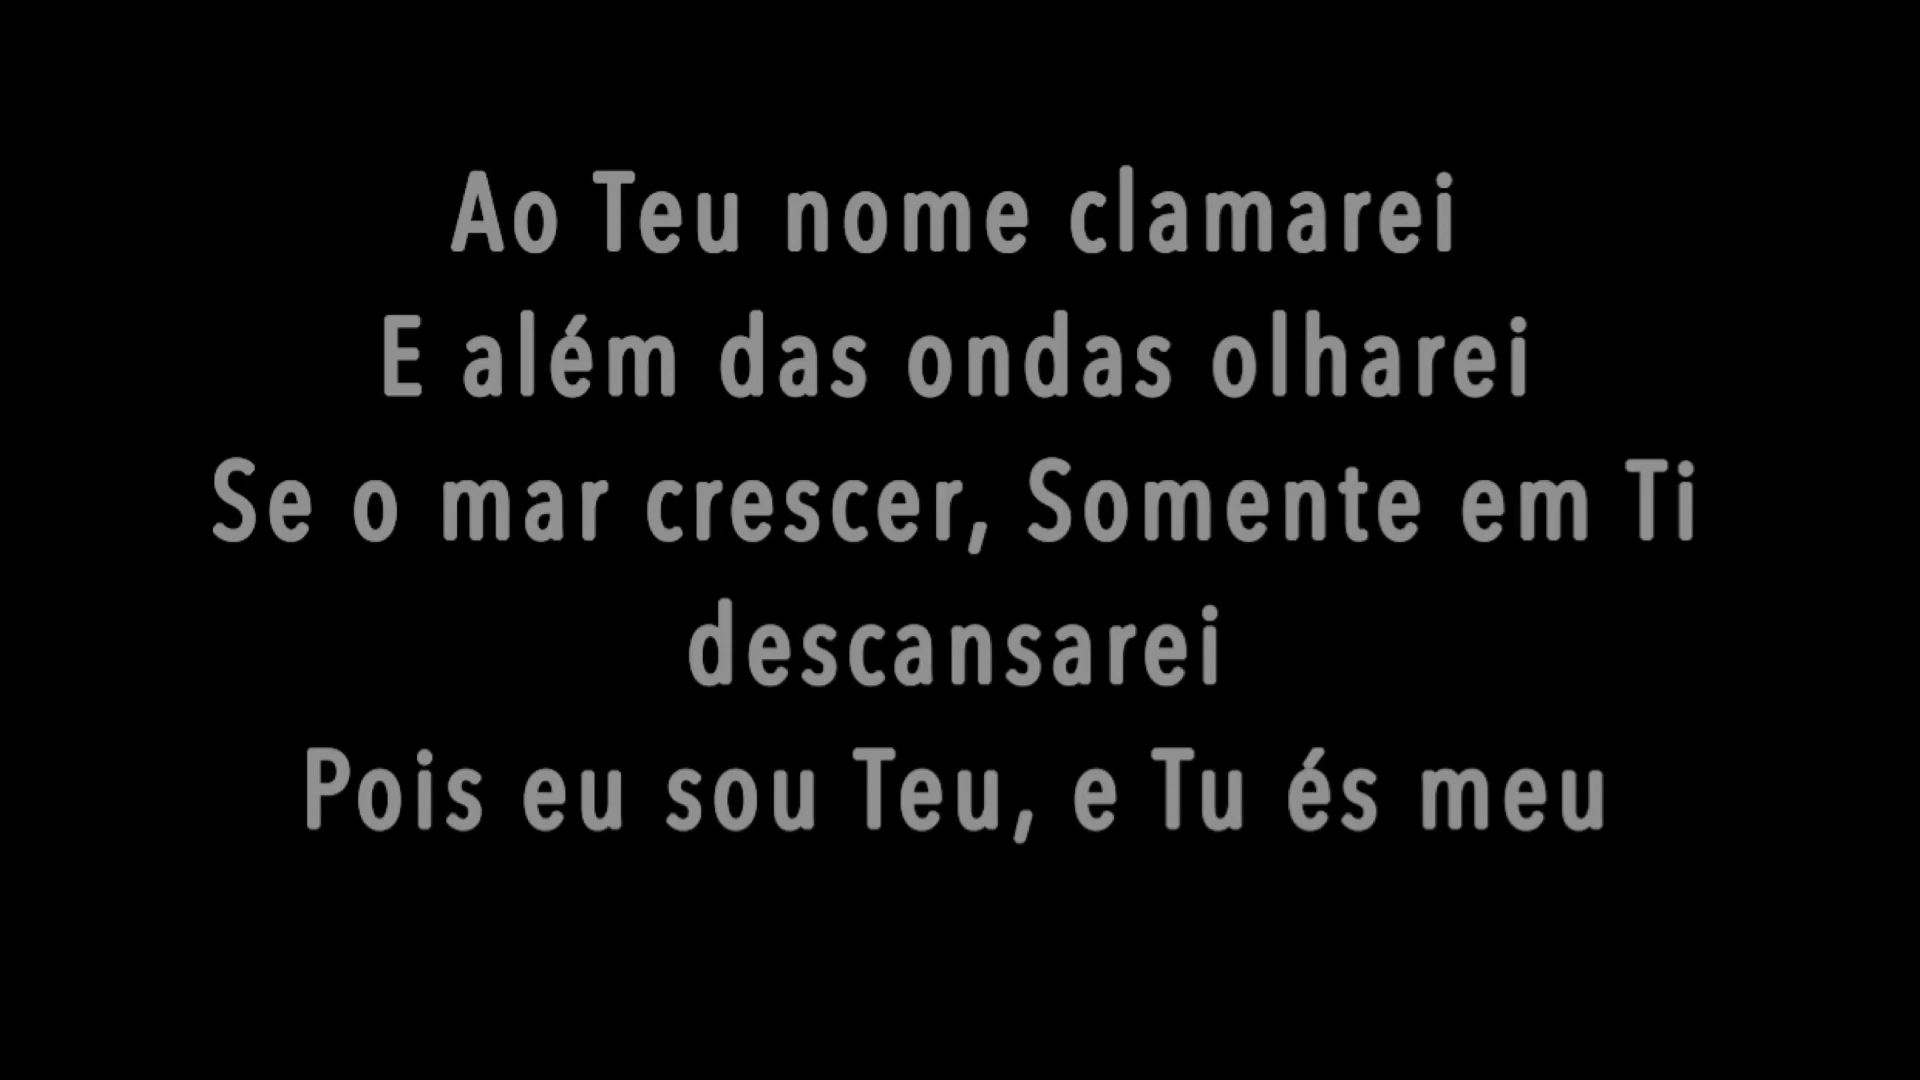 Ao Teu nome clamarei
E além das ondas olharei
Se o mar crescer, Somente em Ti
descansarei
Pois eu sou Teu, e Tu és meu